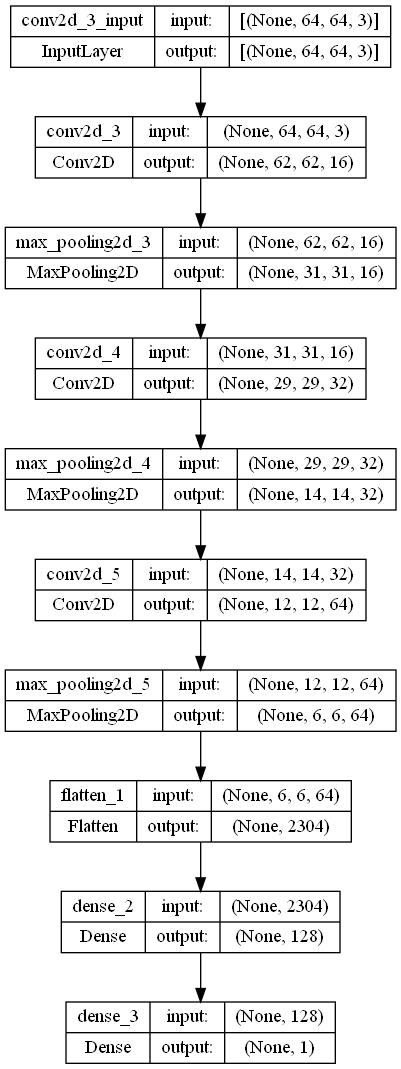 conv2d_3_input input: [(None, 64, 64, 3)]
InputLayer output: [(None, 64, 64, 3)]
conv2d_3 input: (None, 64, 64, 3)
Conv2D output: (None, 62, 62, 16)
max_pooling2d_3 input: (None, 62, 62, 16)
MaxPooling2D output: (None, 31, 31, 16)
conv2d_4 input: (None, 31, 31, 16)
Conv2D output: (None, 29, 29, 32)
max_pooling2d_4 input: (None, 29, 29, 32)
MaxPooling2D output: (None, 14, 14, 32)
conv2d_5 input: (None, 14, 14, 32)
Conv2D output: (None, 12, 12, 64)
max_pooling2d_5 input: (None, 12, 12, 64)
MaxPooling2D output: (None, 6, 6, 64)
flatten_1 input: (None, 6, 6, 64)
Flatten output: (None, 2304)
dense_2 input: (None, 2304)
Dense output: (None, 128)
dense_3 input: (None, 128)
Dense output: (None, 1)